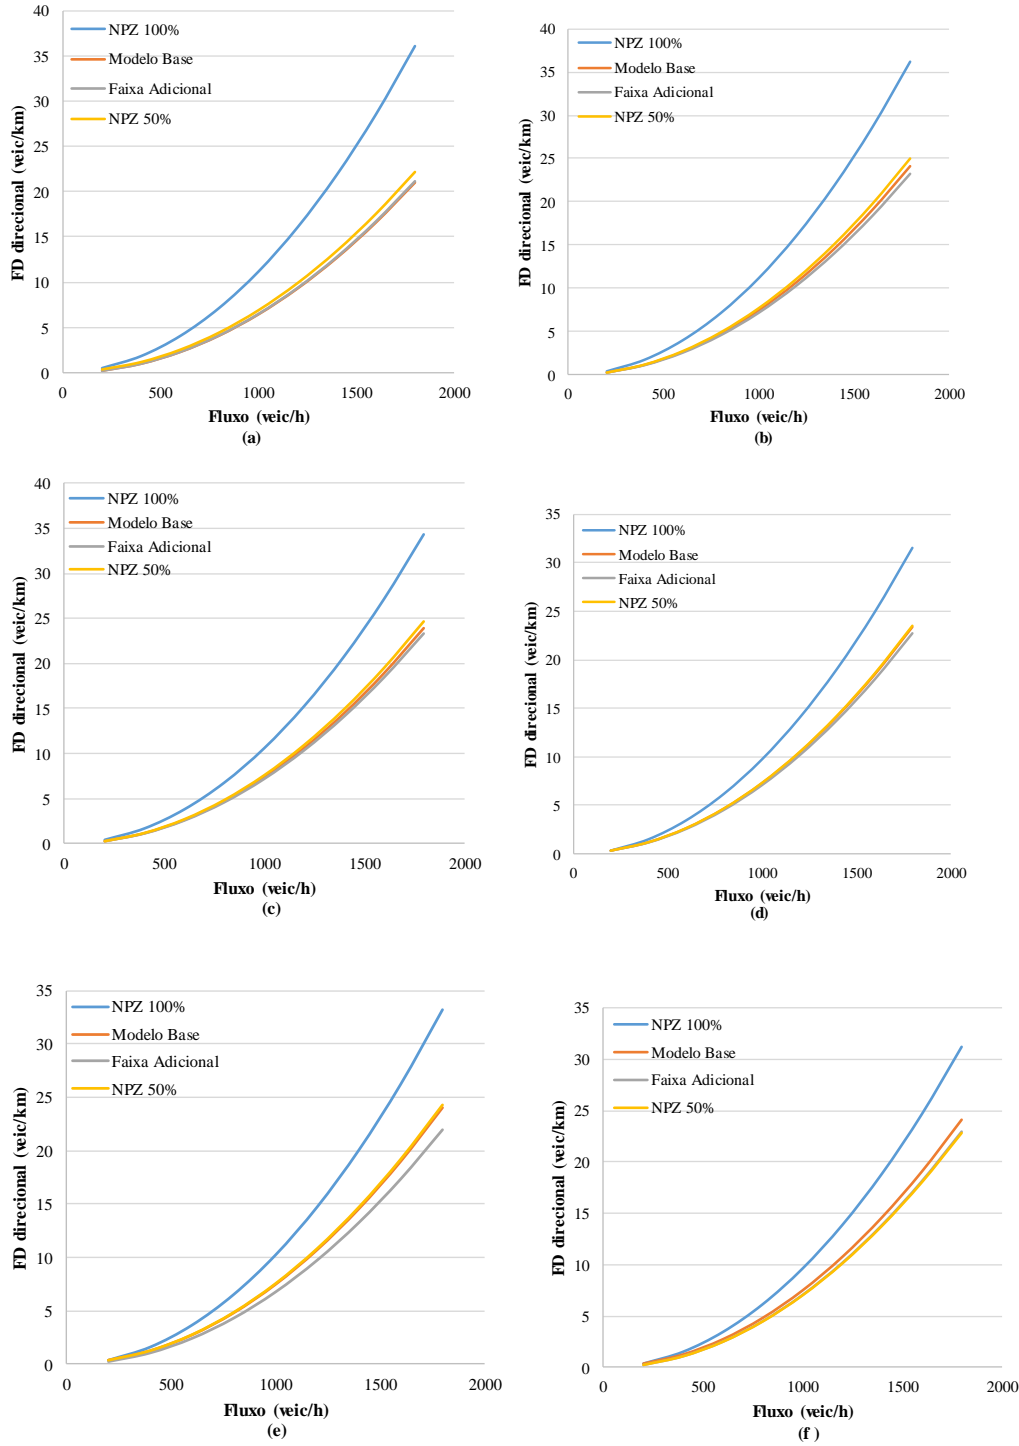 40
35
30
25
20
15
10
5
0
FD direcional (veic/km)
NPZ 100%
Modelo Base
Faixa Adicional
NPZ 50%
0 500 1000 1500 2000
Fluxo (veic/h)
(a)
40
35
30
25
20
15
10
5
0
FD direcional (veic/km)
NPZ 100%
Modelo Base
Faixa Adicional
NPZ 50%
0 500 1000 1500 2000
Fluxo (veic/h)
(b)
40
35
30
25
20
15
10
5
0
FD direcional (veic/km)
NPZ 100%
Modelo Base
Faixa Adicional
NPZ 50%
0 500 1000 1500 2000
Fluxo (veic/h)
(c)
35
30
25
20
15
10
5
0
FD direcional (veic/km)
NPZ 100%
Modelo Base
Faixa Adicional
NPZ 50%
0 500 1000 1500 2000
Fluxo (veic/h)
(d)
35
30
25
20
15
10
5
0
FD direcional (veic/km)
NPZ 100%
Modelo Base
Faixa Adicional
NPZ 50%
0 500 1000 1500 2000
Fluxo (veic/h)
(e)
35
30
25
20
15
10
5
0
FD direcional (veic/km)
NPZ 100%
Modelo Base
Faixa Adicional
NPZ 50%
0 500 1000 1500 2000
Fluxo (veic/h)
(f )